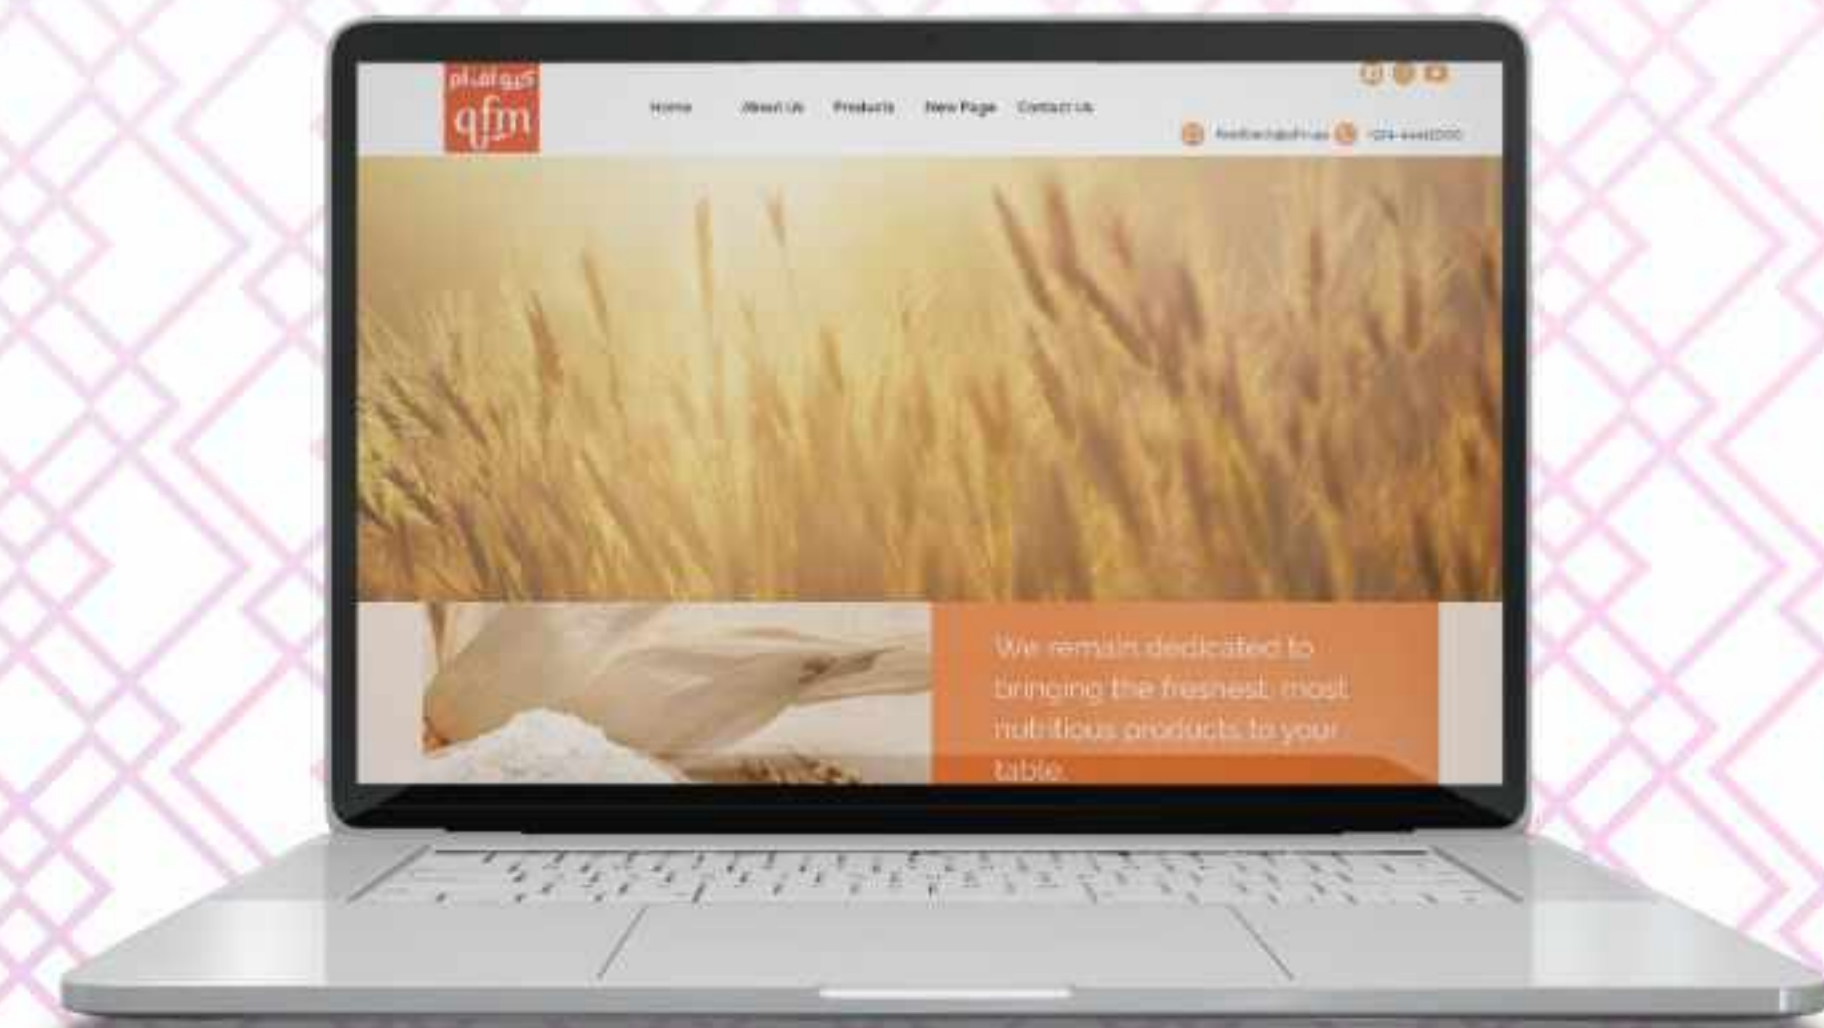 كيو اف ام
qfm
Home About Us Products New Page Contact Us
We remain dedicated to
bringing the freshest, most
nutritious products to your
table.